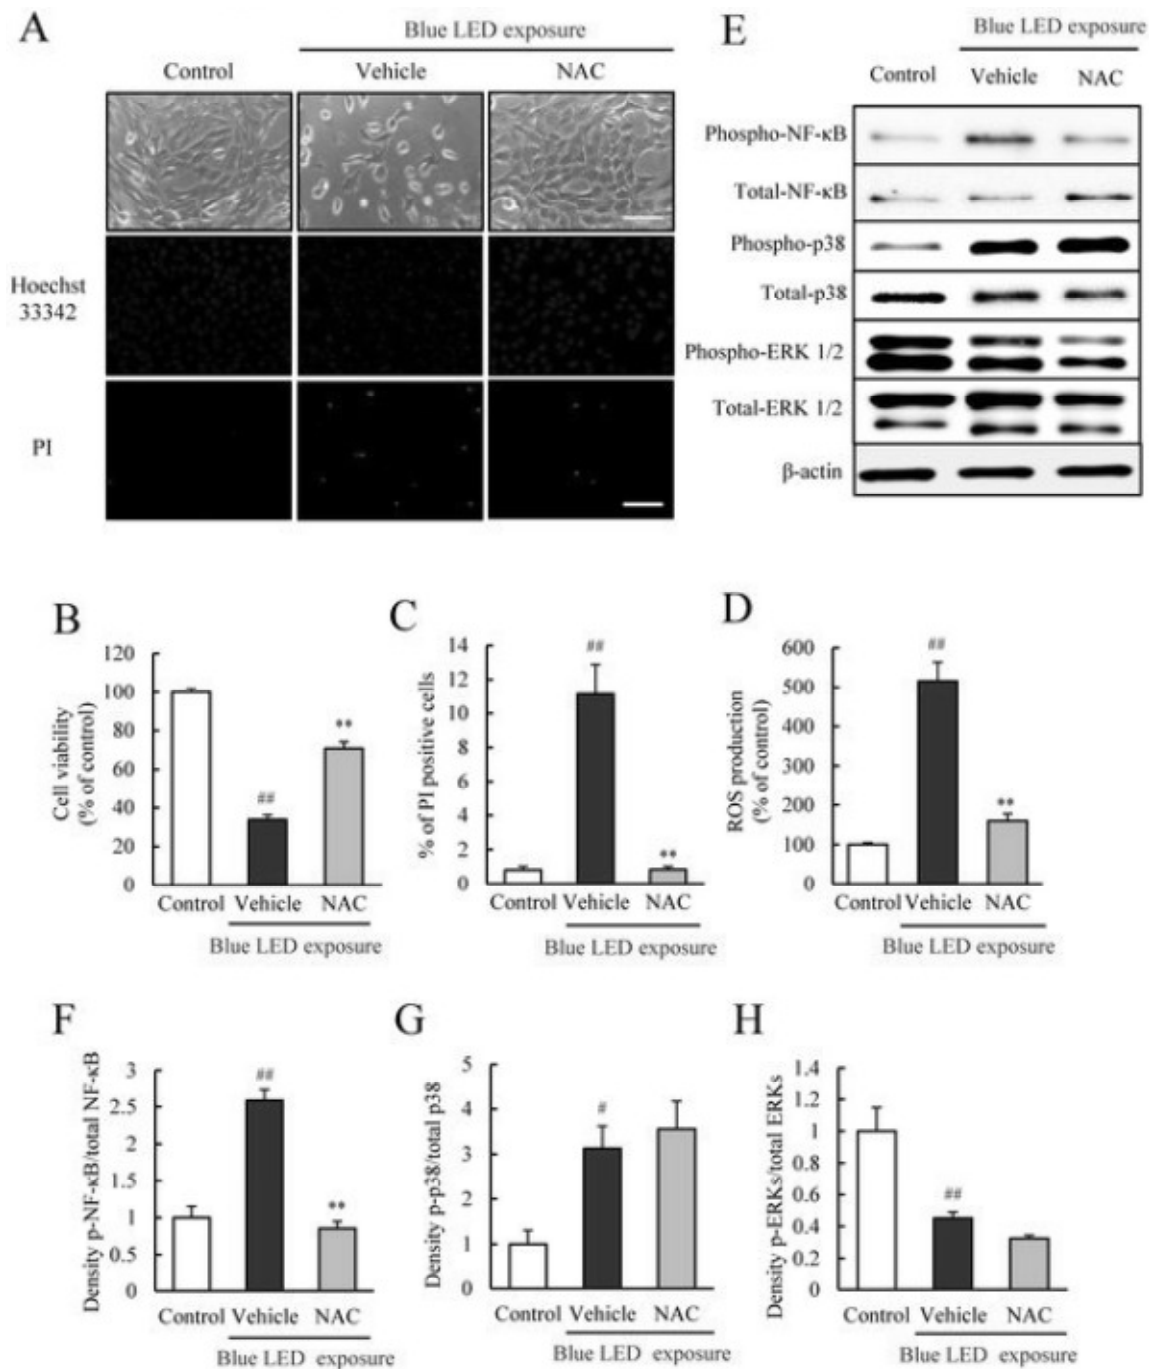 A
Blue LED exposure
Control Vehicle NAC
Hoechst
33342
PI
E
Blue LED exposure
Control Vehicle NAC
Phospho-NF-κB
Total-NF-κB
Phospho-p38
Total-p38
Phospho-ERK 1/2
Total-ERK 1/2
β-actin
B
Cell viability
(% of control)
120
100
80
60
40
20
0
##
**
Control Vehicle NAC
Blue LED exposure
C
% of PI positive cells
14
12
10
8
6
4
2
0
##
**
Control Vehicle NAC
Blue LED exposure
D
ROS production
(% of control)
600
500
400
300
200
100
0
##
**
Control Vehicle NAC
Blue LED exposure
F
Density p-NF-κB/total NF-κB
3
2.5
2
1.5
1
0.5
0
##
**
Control Vehicle NAC
Blue LED exposure
G
Density p-p38/total p38
5
4
3
2
1
0
#
Control Vehicle NAC
Blue LED exposure
H
Density p-ERKs/total ERKs
1.4
1.2
1
0.8
0.6
0.4
0.2
0
##
Control Vehicle NAC
Blue LED exposure